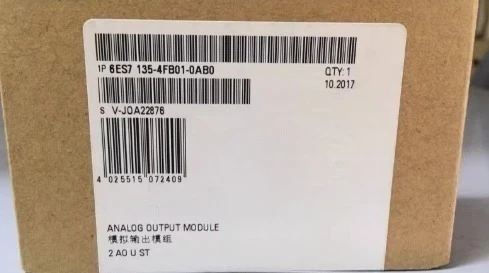 1P 6ES7 135-4FB01-0AB0
QTY: 1
10.2017
S V-JOA22876
4 025515 072409
ANALOG OUTPUT MODULE
模拟输出模组
2 AO U ST